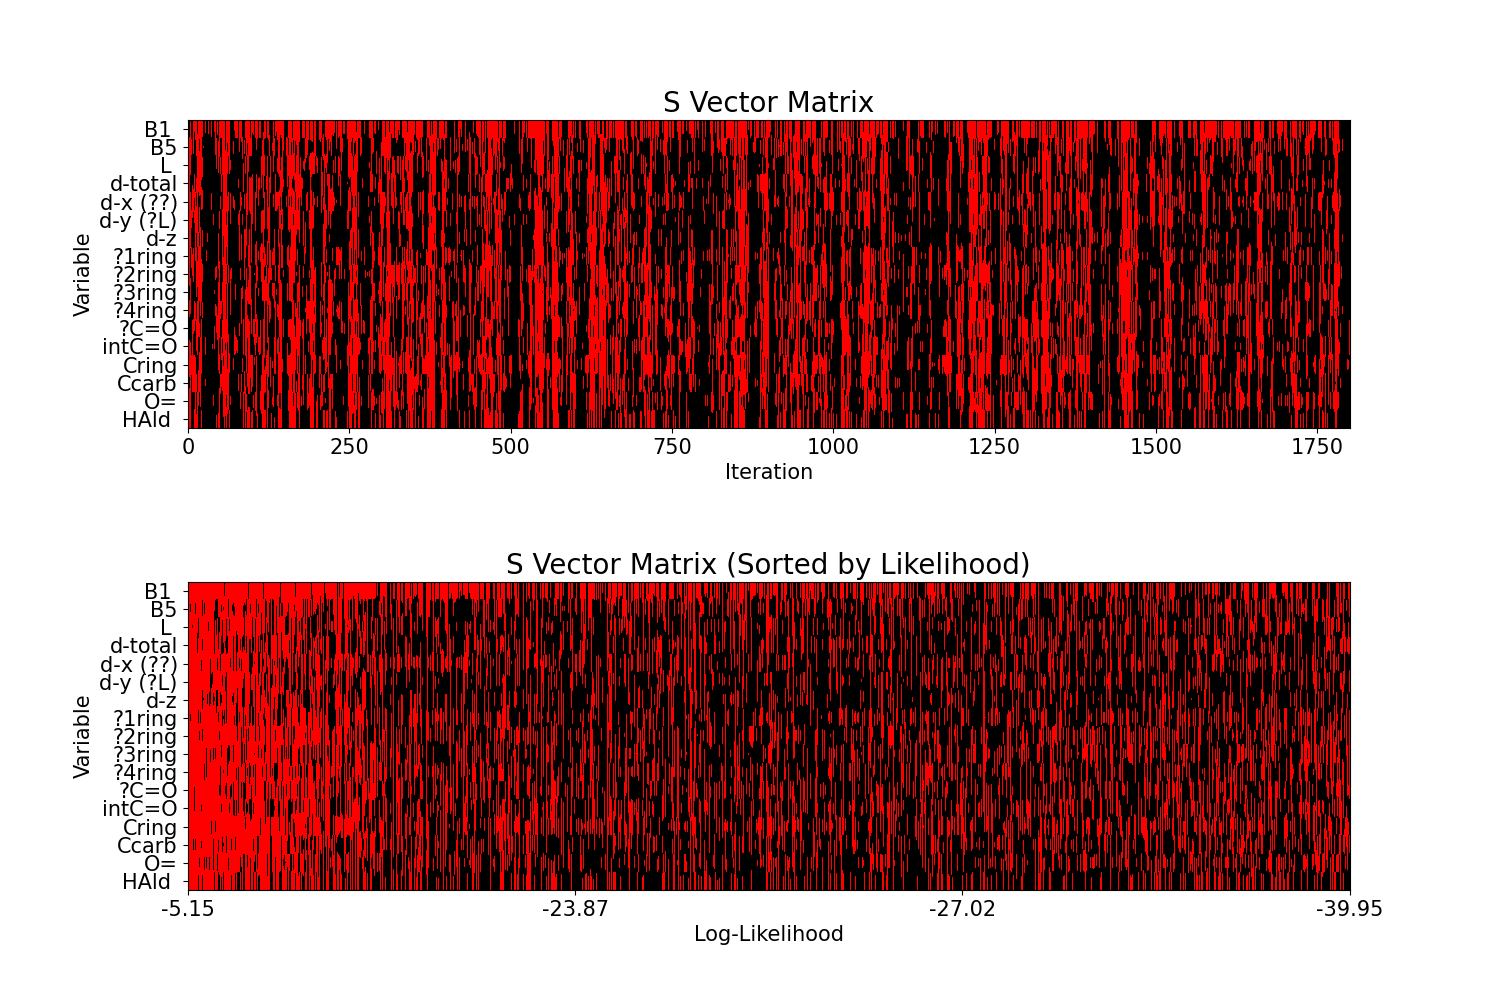 S Vector Matrix
B1
B5
L
d-total
d-x (??)
d-y (?L)
d-z
?1ring
?2ring
?3ring
?4ring
?C=O
intC=O
Cring
Ccarb
O=
HAld
Variable
0 250 500 750 1000 1250 1500 1750
Iteration
S Vector Matrix (Sorted by Likelihood)
B1
B5
L
d-total
d-x (??)
d-y (?L)
d-z
?1ring
?2ring
?3ring
?4ring
?C=O
intC=O
Cring
Ccarb
O=
HAld
Variable
-5.15 -23.87 -27.02 -39.95
Log-Likelihood